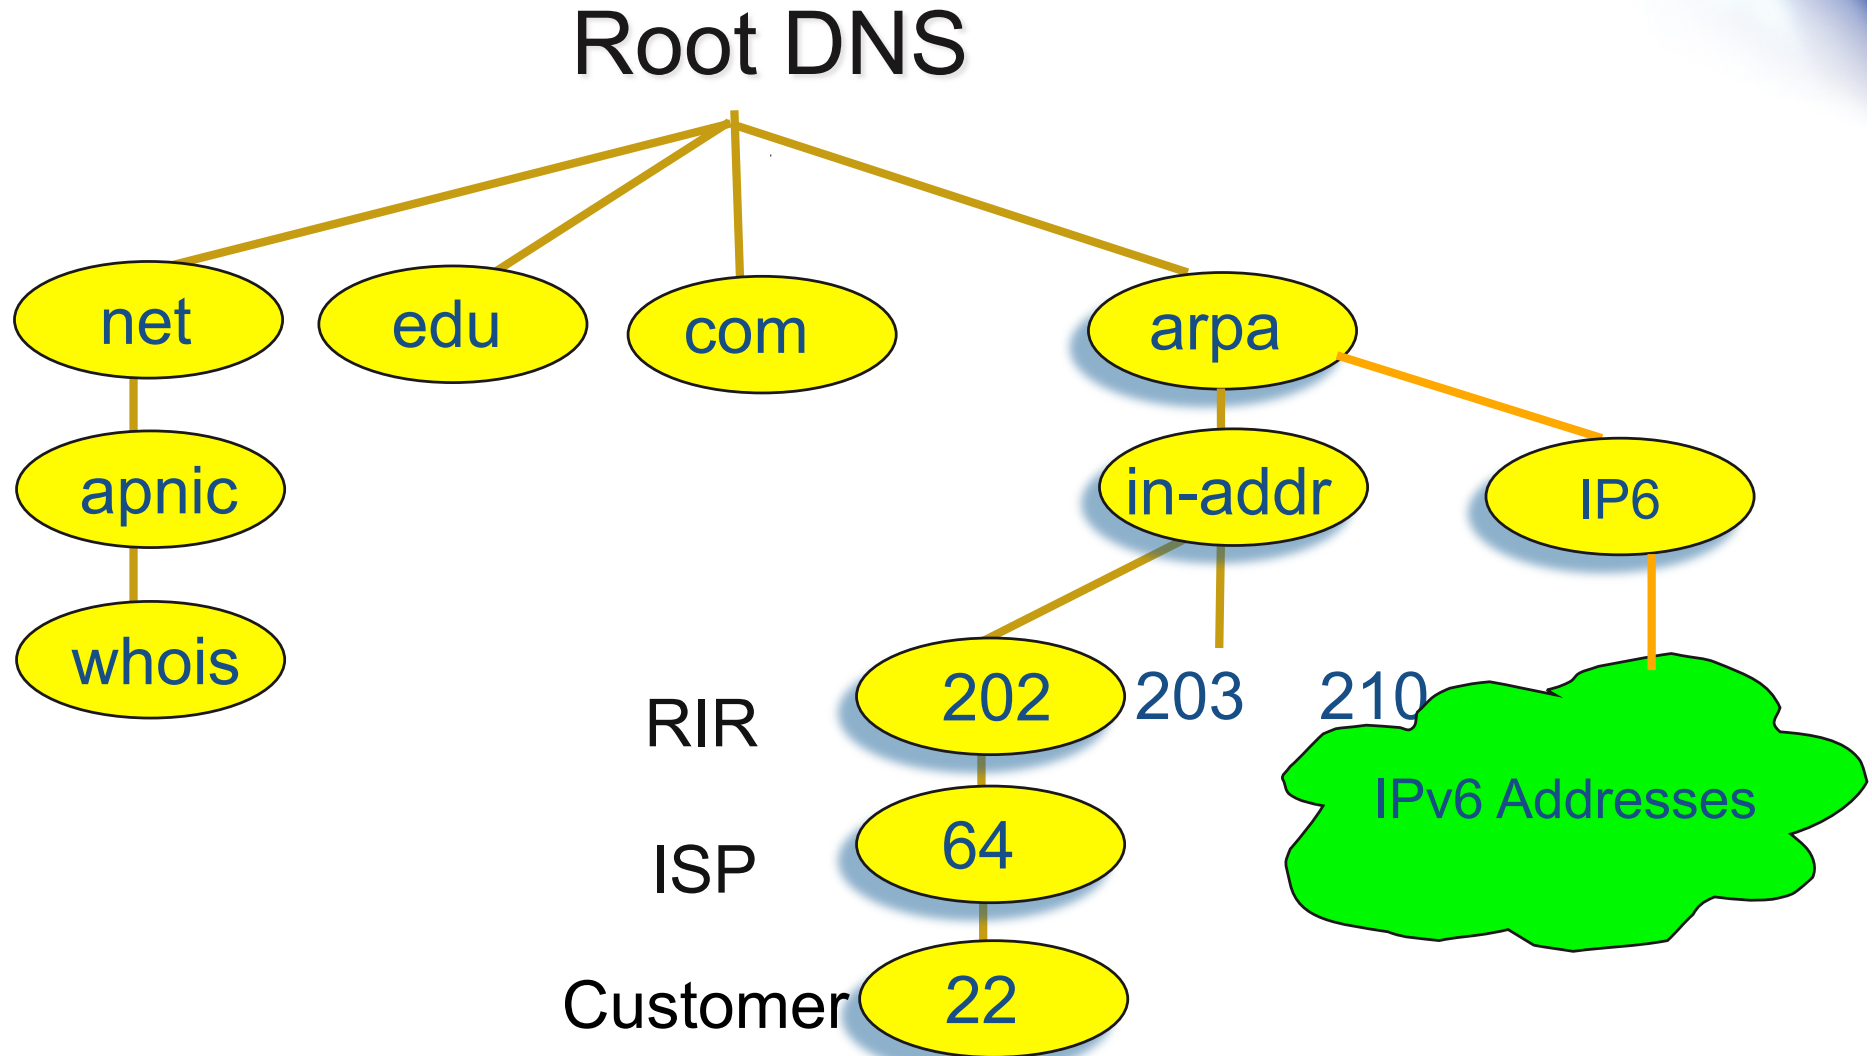 Root DNS
net
edu
com
arpa
apnic
in-addr
IP6
whois
RIR
202
203
210
IPv6 Addresses
ISP
64
Customer
22